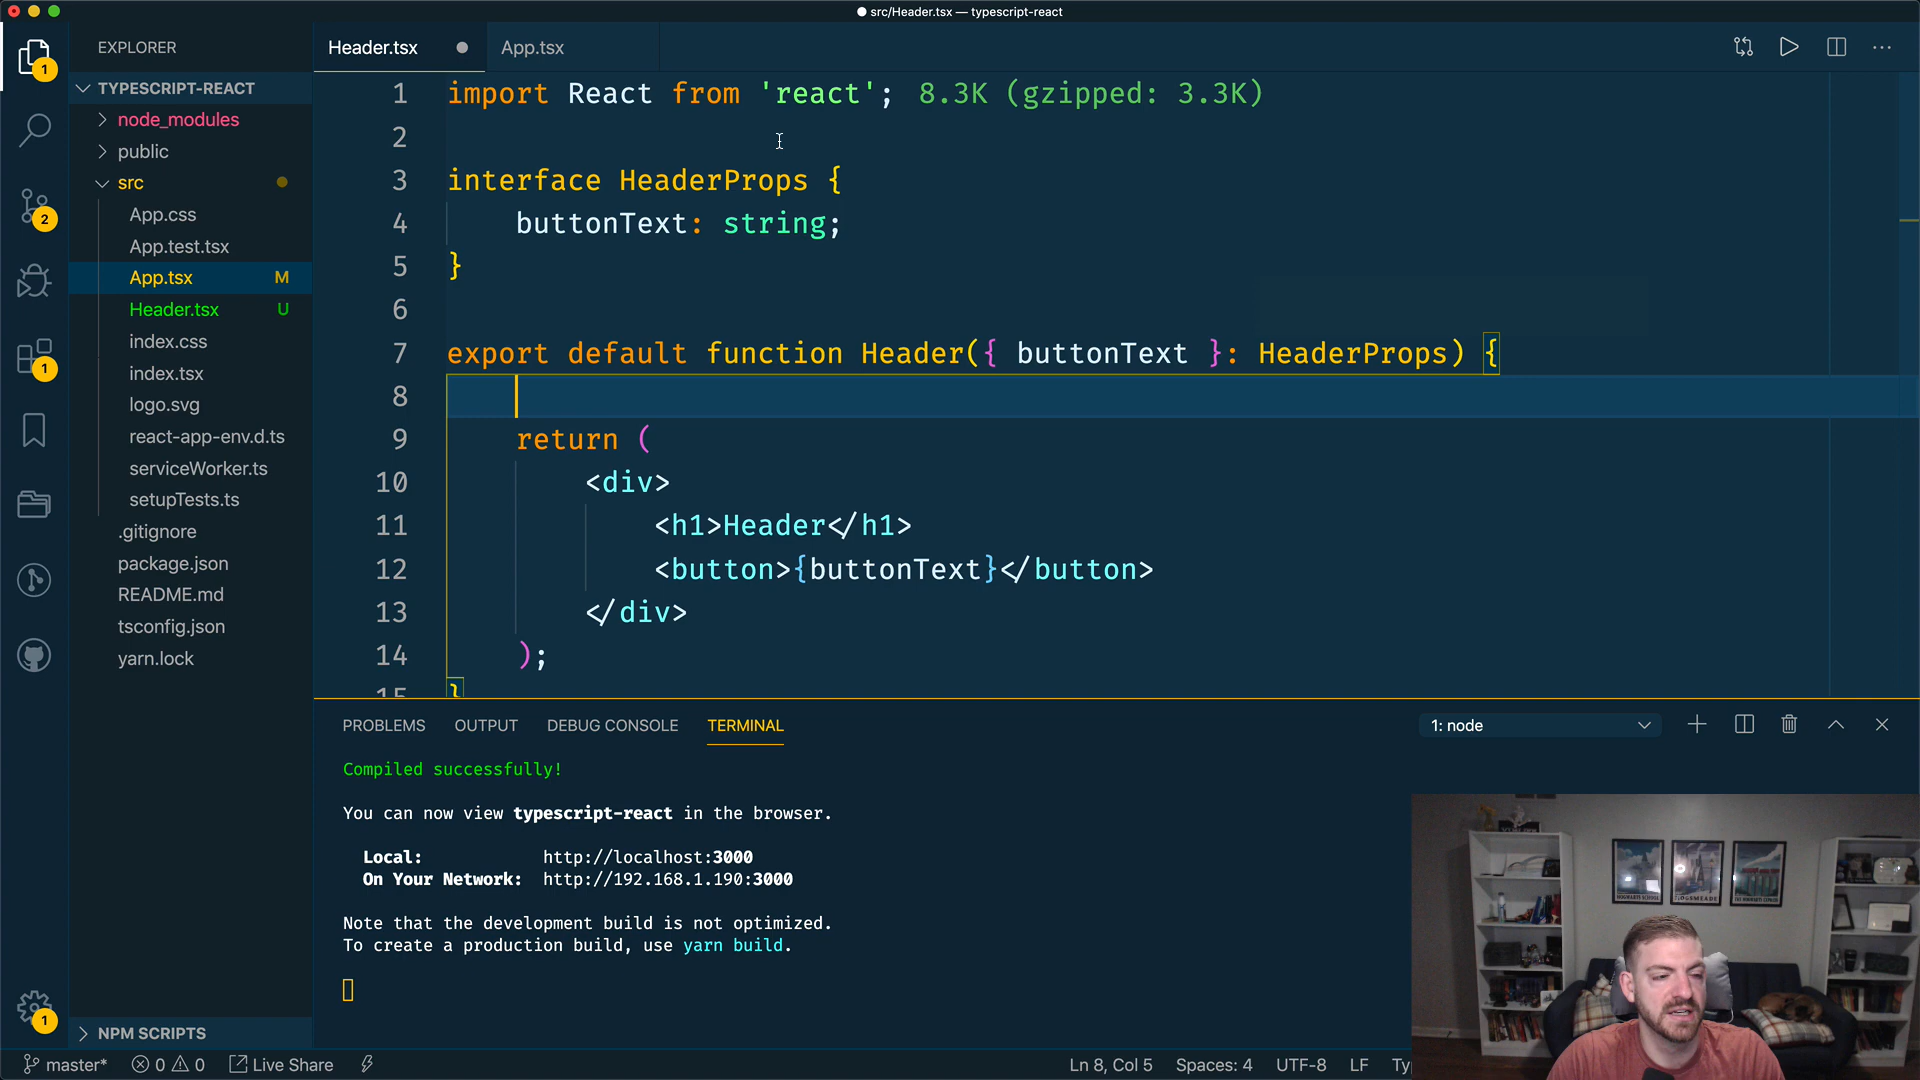 src/Header.tsx — typescript-react
EXPLORER
TYPESCRIPT-REACT
node_modules
public
src
App.css
App.test.tsx
App.tsx M
Header.tsx U
index.css
index.tsx
logo.svg
react-app-env.d.ts
serviceWorker.ts
setupTests.ts
.gitignore
package.json
README.md
tsconfig.json
yarn.lock
NPM SCRIPTS
1
2
1
1
Header.tsx App.tsx
1 import React from 'react'; 8.3K (gzipped: 3.3K)
2
3 interface HeaderProps {
4 buttonText: string;
5 }
6
7 export default function Header({ buttonText }: HeaderProps) {
8
9 return (
10 <div>
11 <h1>Header</h1>
12 <button>{buttonText}</button>
13 </div>
14 );
15 }
PROBLEMS OUTPUT DEBUG CONSOLE TERMINAL 1: node
Compiled successfully!
You can now view typescript-react in the browser.
Local: http://localhost:3000
On Your Network: http://192.168.1.190:3000
Note that the development build is not optimized.
To create a production build, use yarn build.
master* 0 0 Live Share Ln 8, Col 5 Spaces: 4 UTF-8 LF Ty